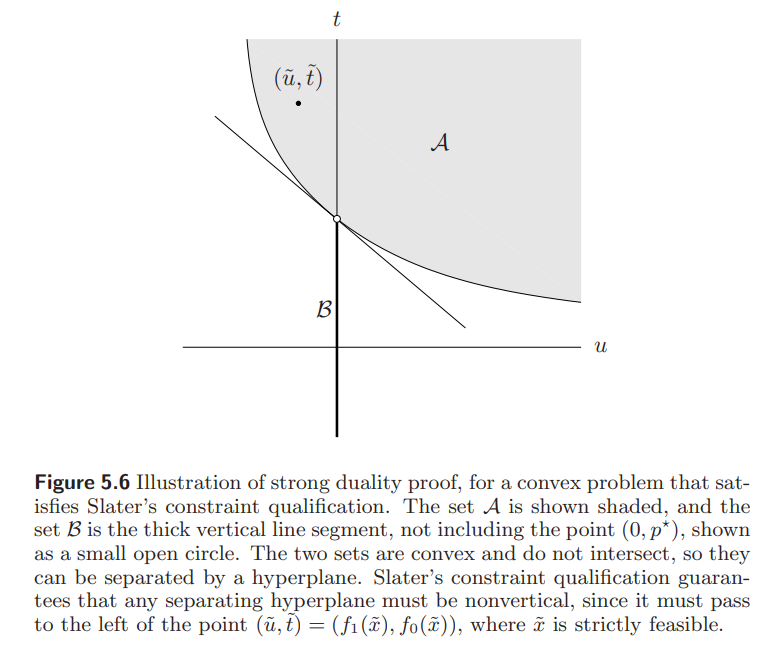 t
(ũ, t̃)
𝒜
ℬ
u
Figure 5.6 Illustration of strong duality proof, for a convex problem that sat-
isfies Slater's constraint qualification. The set 𝒜 is shown shaded, and the
set ℬ is the thick vertical line segment, not including the point (0, p⋆), shown
as a small open circle. The two sets are convex and do not intersect, so they
can be separated by a hyperplane. Slater's constraint qualification guaran-
tees that any separating hyperplane must be nonvertical, since it must pass
to the left of the point (ũ, t̃) = (f₁(x̃), f₀(x̃)), where x̃ is strictly feasible.